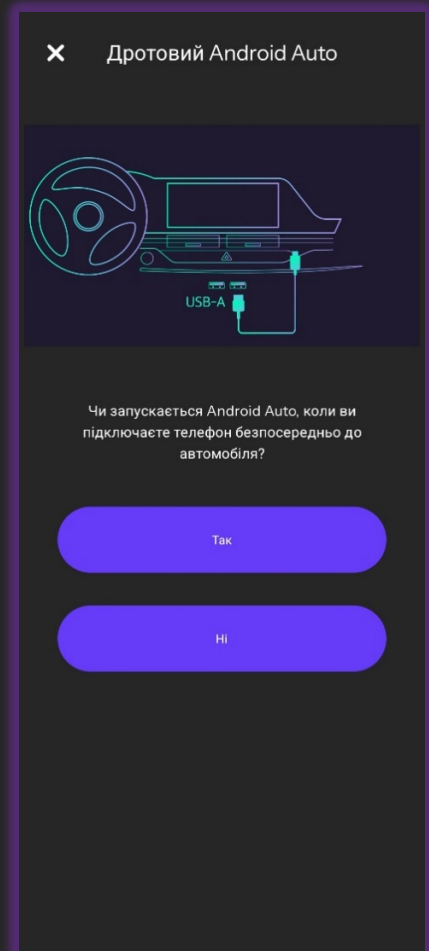 Дротовий Android Auto
USB-A
Чи запускається Android Auto, коли ви
підключаєте телефон безпосередньо до
автомобіля?
Так
Ні